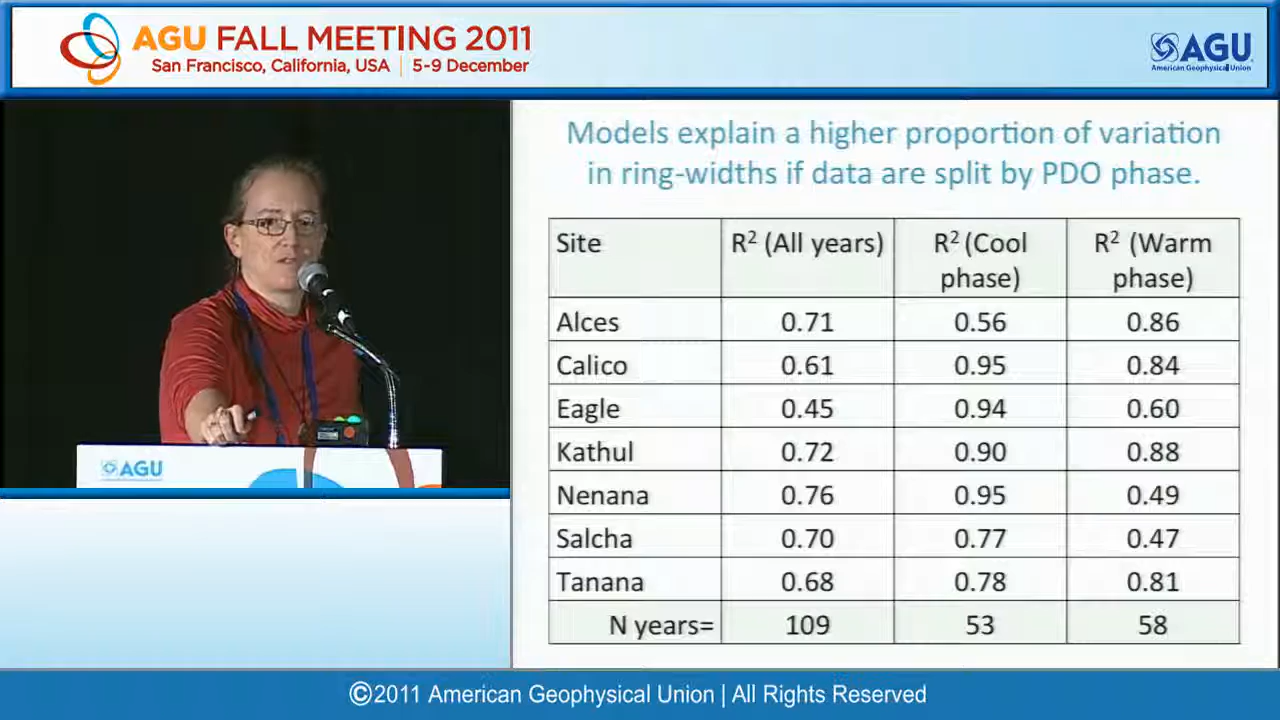 AGU FALL MEETING 2011
San Francisco, California, USA | 5-9 December
AGU
American Geophysical Union
Models explain a higher proportion of variation
in ring-widths if data are split by PDO phase.
Site R² (All years) R² (Cool phase) R² (Warm phase)
Alces 0.71 0.56 0.86
Calico 0.61 0.95 0.84
Eagle 0.45 0.94 0.60
Kathul 0.72 0.90 0.88
Nenana 0.76 0.95 0.49
Salcha 0.70 0.77 0.47
Tanana 0.68 0.78 0.81
N years= 109 53 58
AGU
©2011 American Geophysical Union | All Rights Reserved